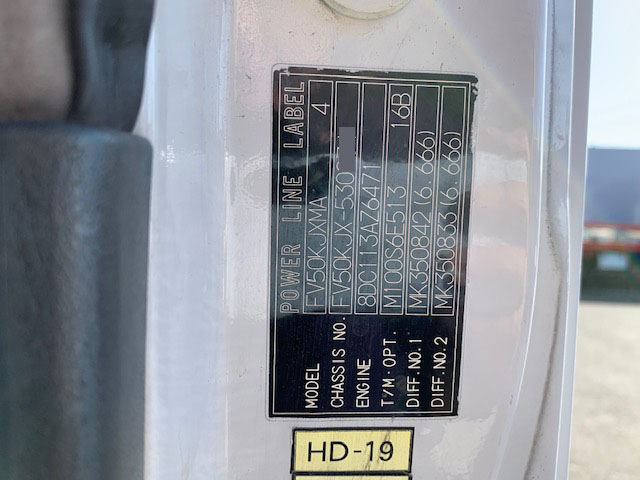 POWER LINE LABEL
MODEL FV50KJXMA 4
CHASSIS NO. FV50KJX-530
ENGINE 8DC113AZ6471
T/M·OPT. M100S6E513 16B
DIFF.NO.1 MK350842(6.666)
DIFF.NO.2 MK350833(6.666)
HD-19